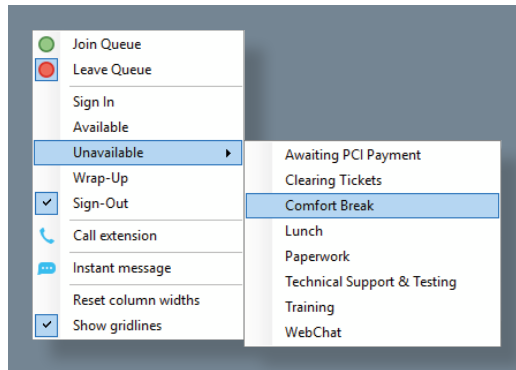 Join Queue
Leave Queue
Sign In
Available
Unavailable
Wrap-Up
Sign-Out
Call extension
Instant message
Reset column widths
Show gridlines
Awaiting PCI Payment
Clearing Tickets
Comfort Break
Lunch
Paperwork
Technical Support & Testing
Training
WebChat